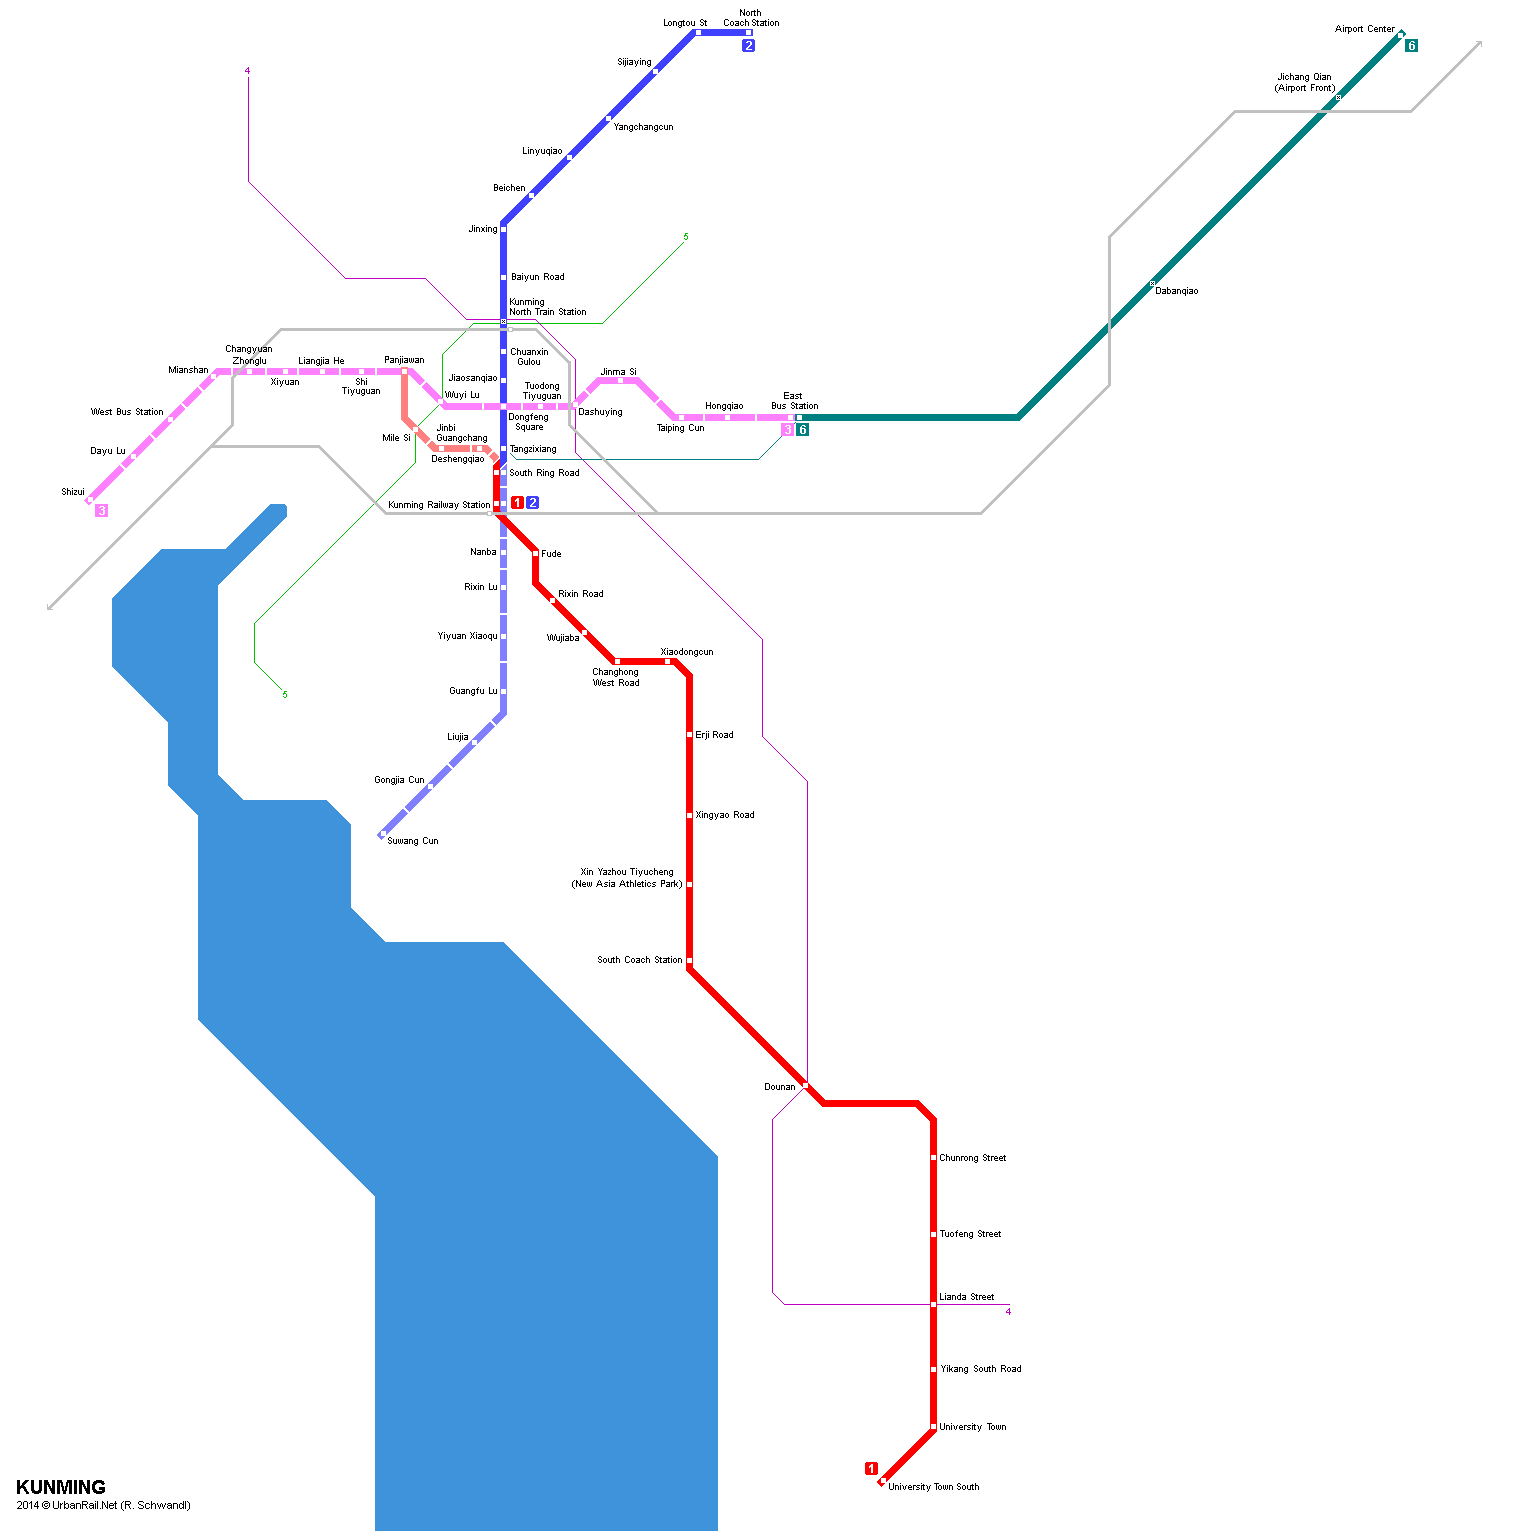 North
Longtou St
Coach Station
2
Airport Center
6
Sijiaying
4
Jichang Qian
(Airport Front)
Yangchangcun
Linyuqiao
Beichen
Jinxing
5
Baiyun Road
Dabanqiao
Kunming
North Train Station
Changyuan
Zhonglu
Liangjia He
Panjiawan
Chuanxin
Gulou
Mianshan
Xiyuan
Shi
Tiyuguan
Jiaosanqiao
Jinma Si
Tuodong
Tiyuguan
Wuyi Lu
East
Bus Station
West Bus Station
Dongfeng
Square
Dashuying
Hongqiao
Taiping Cun
3
6
Mile Si
Jinbi
Guangchang
Dayu Lu
Deshengqiao
Tangzixiang
South Ring Road
Shizui
3
Kunming Railway Station
1
2
Nanba
Fude
Rixin Lu
Rixin Road
Yiyuan Xiaoqu
Wujiaba
Xiaodongcun
Changhong
West Road
Guangfu Lu
5
Liujia
Erji Road
Gongjia Cun
Xingyao Road
Suwang Cun
Xin Yazhou Tiyucheng
(New Asia Athletics Park)
South Coach Station
Dounan
Chunrong Street
Tuofeng Street
Lianda Street
4
Yikang South Road
University Town
1
University Town South
KUNMING
2014 © UrbanRail.Net (R. Schwandl)